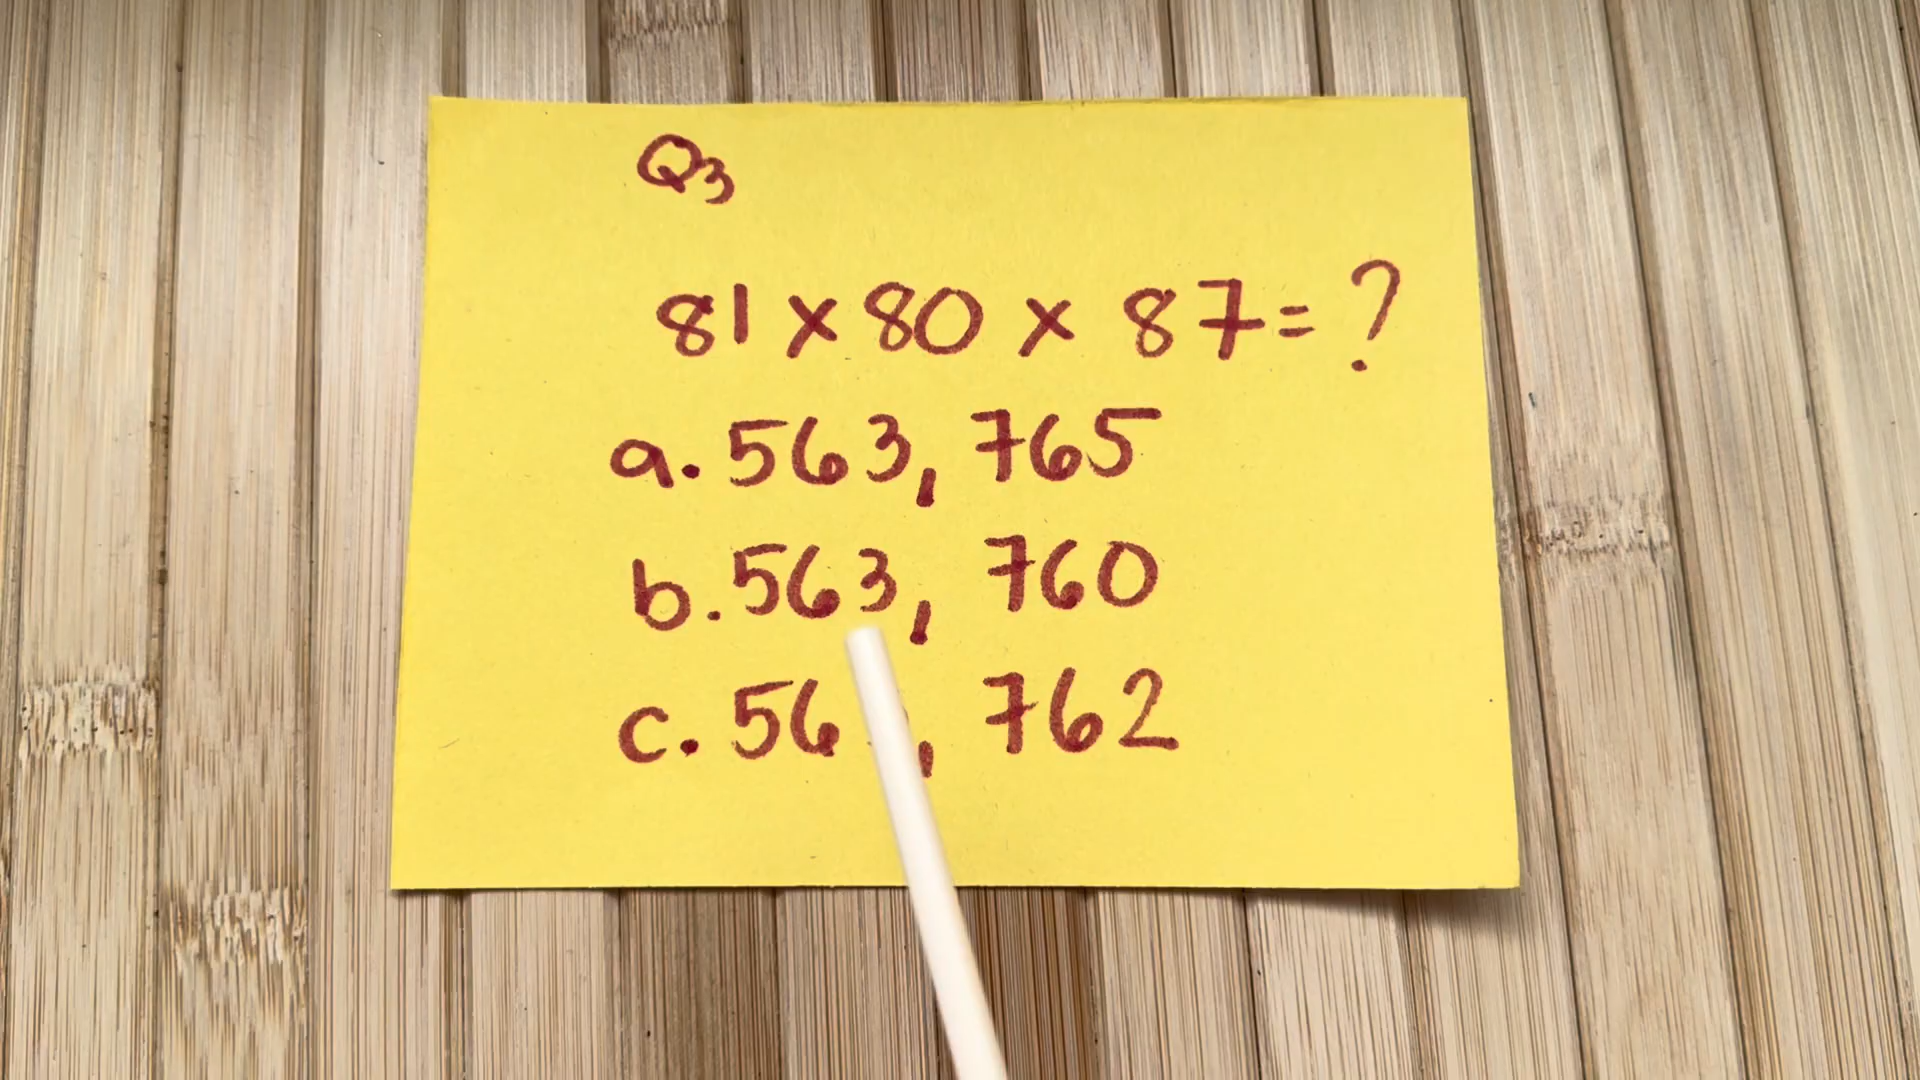 Q3
81 x 80 x 87 = ?
a. 563, 765
b. 563, 760
c. 56 , 762